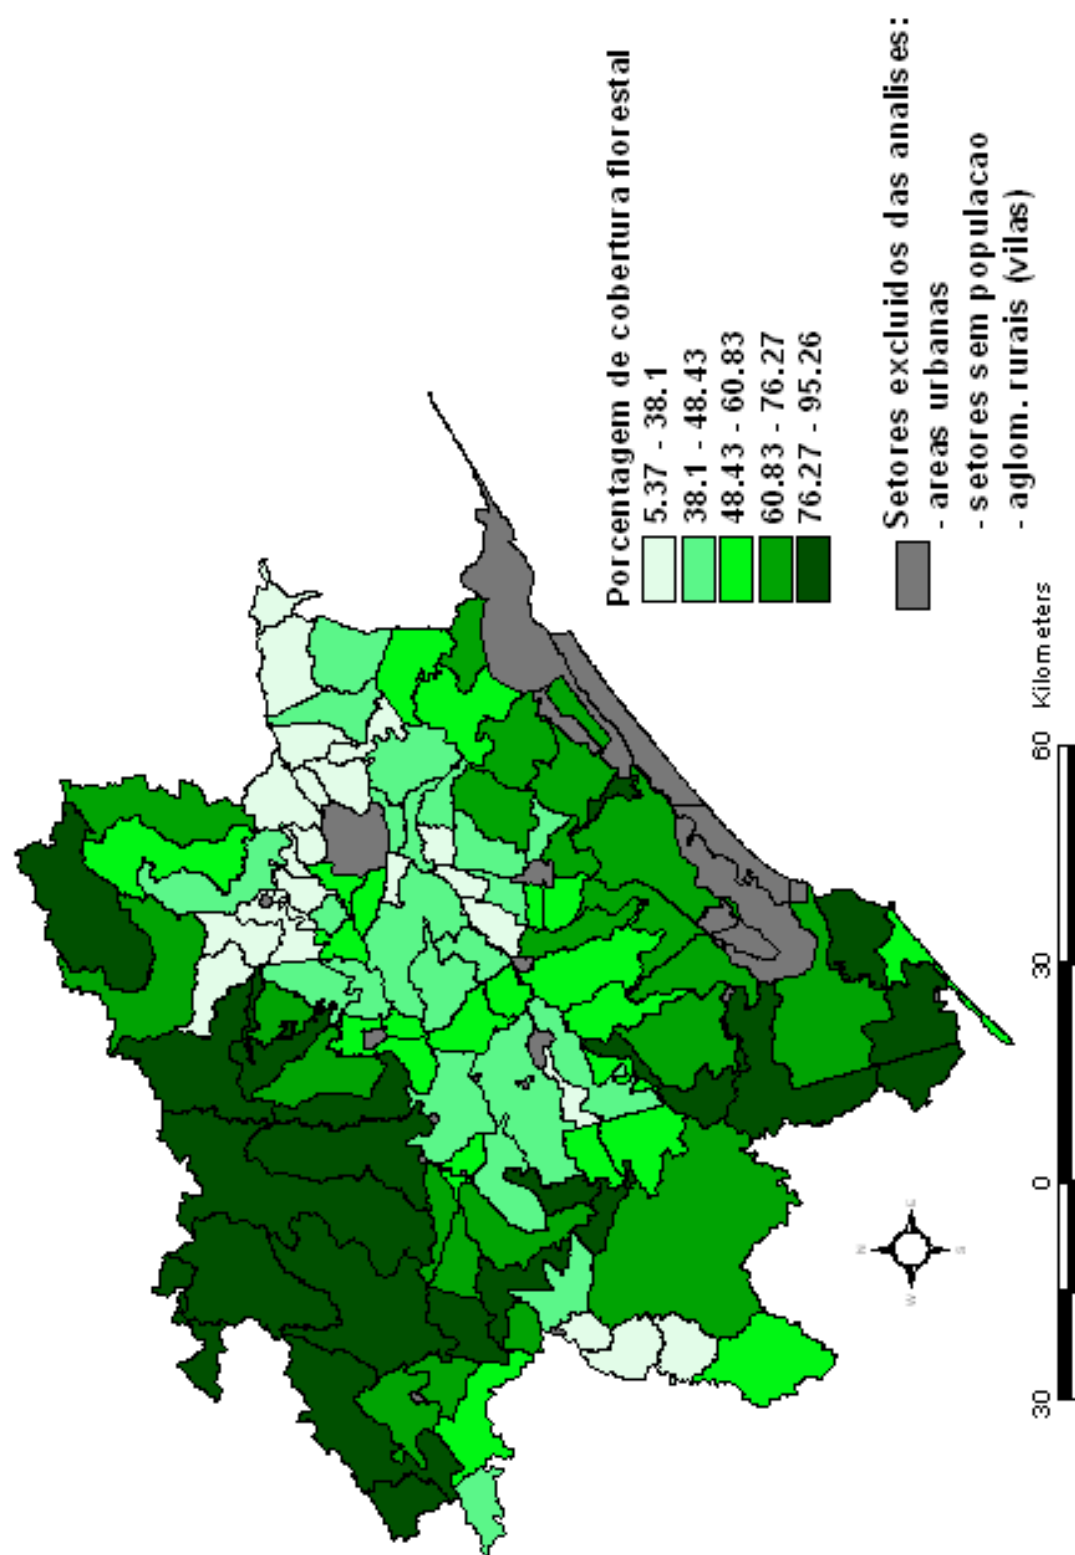 Porcentagem de cobertura florestal
5.37 - 38.1
38.1 - 48.43
48.43 - 60.83
60.83 - 76.27
76.27 - 95.26
Setores excluidos das analises:
- areas urbanas
- setores sem populacao
- aglom. rurais (vilas)
N
W
E
S
30 0 30 60 Kilometers